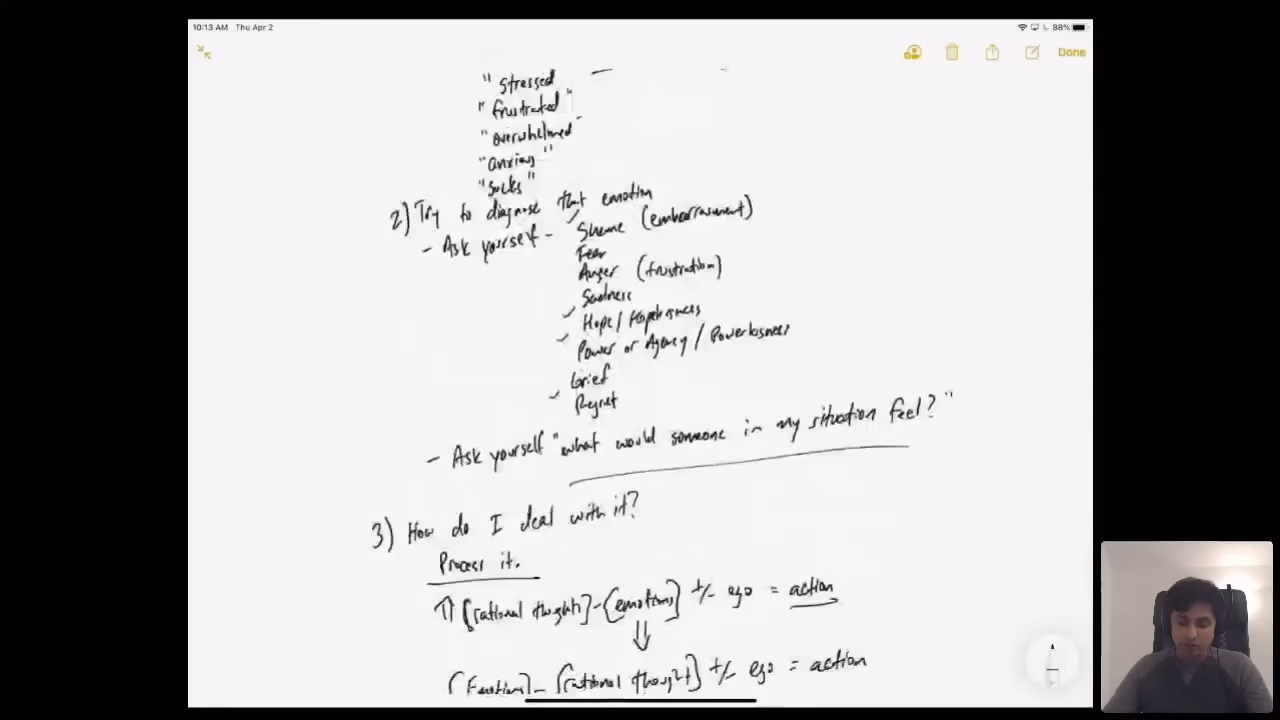 10:13 AM Thu Apr 2
88%
Done
"stressed
"frustrated"
"overwhelmed"
"anxious"
"sucks"
2) Try to diagnose that emotion
- Ask yourself - Shame (embarrasment)
Fear
Anger (frustration)
Sadness
Hope/Hopelesness
Power or Agency / Powerlosness
Grief
Regret
- Ask yourself "what would someone in my situation feel?"
3) How do I deal with it?
Process it.
⇑ [rational thought] - [emotions] +/- ego = action
⇓
[Emotions] - [rational thought] +/- ego = action